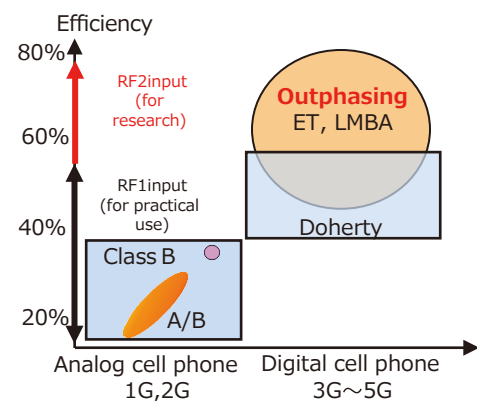 Efficiency
80%
60%
40%
20%
RF2input
(for
research)
RF1input
(for practical
use)
Outphasing
ET, LMBA
Doherty
Class B
A/B
Analog cell phone
1G,2G
Digital cell phone
3G～5G